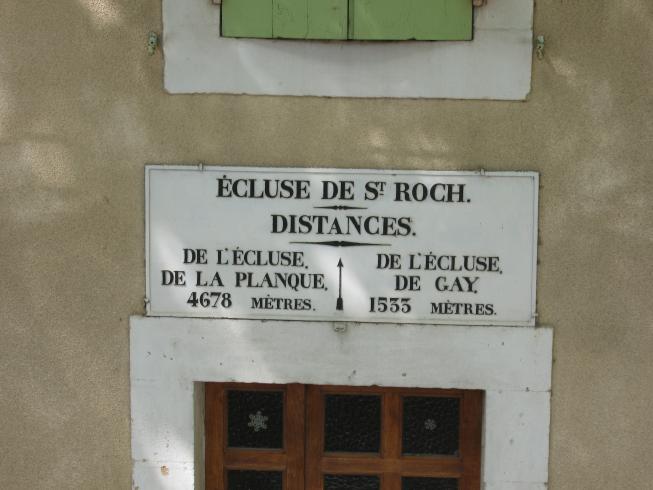 ÉCLUSE DE ST ROCH.
DISTANCES.
DE L'ÉCLUSE,
DE LA PLANQUE,
4678 MÈTRES.
DE L'ÉCLUSE,
DE GAY,
1533 MÈTRES.